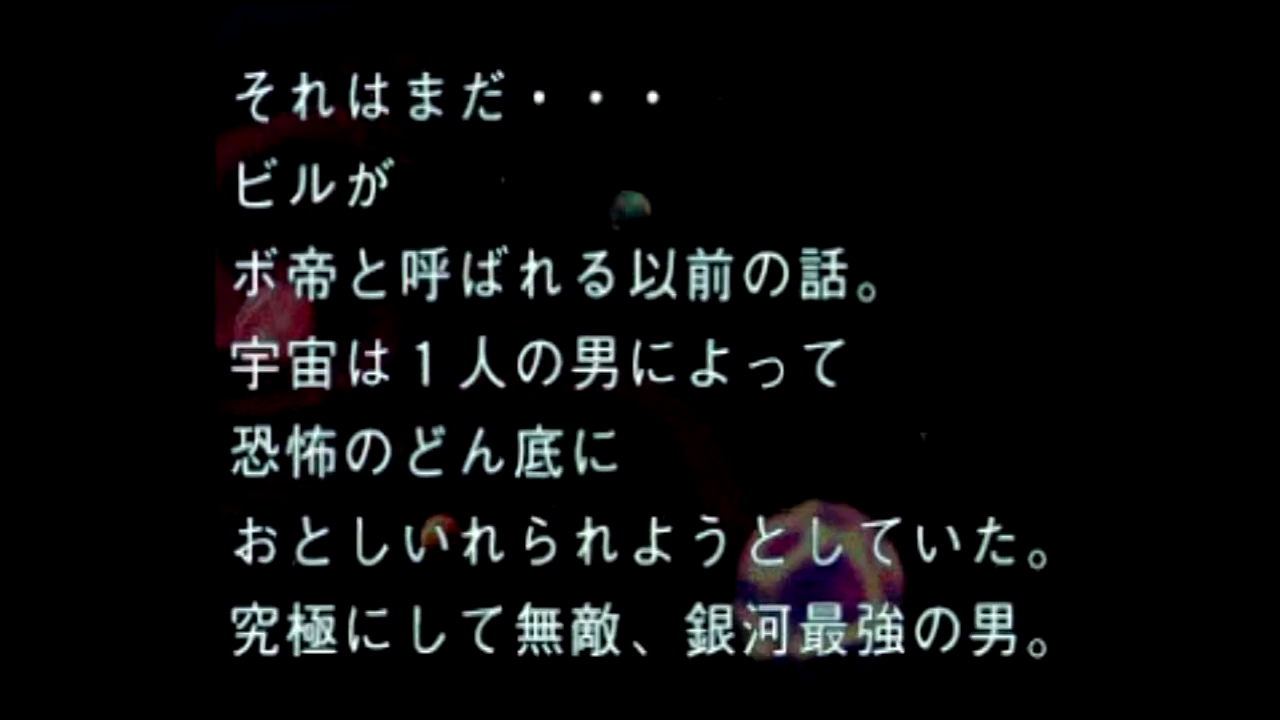 それはまだ・・・
ビルが
ボ帝と呼ばれる以前の話。
宇宙は１人の男によって
恐怖のどん底に
おとしいれられようとしていた。
究極にして無敵、銀河最強の男。